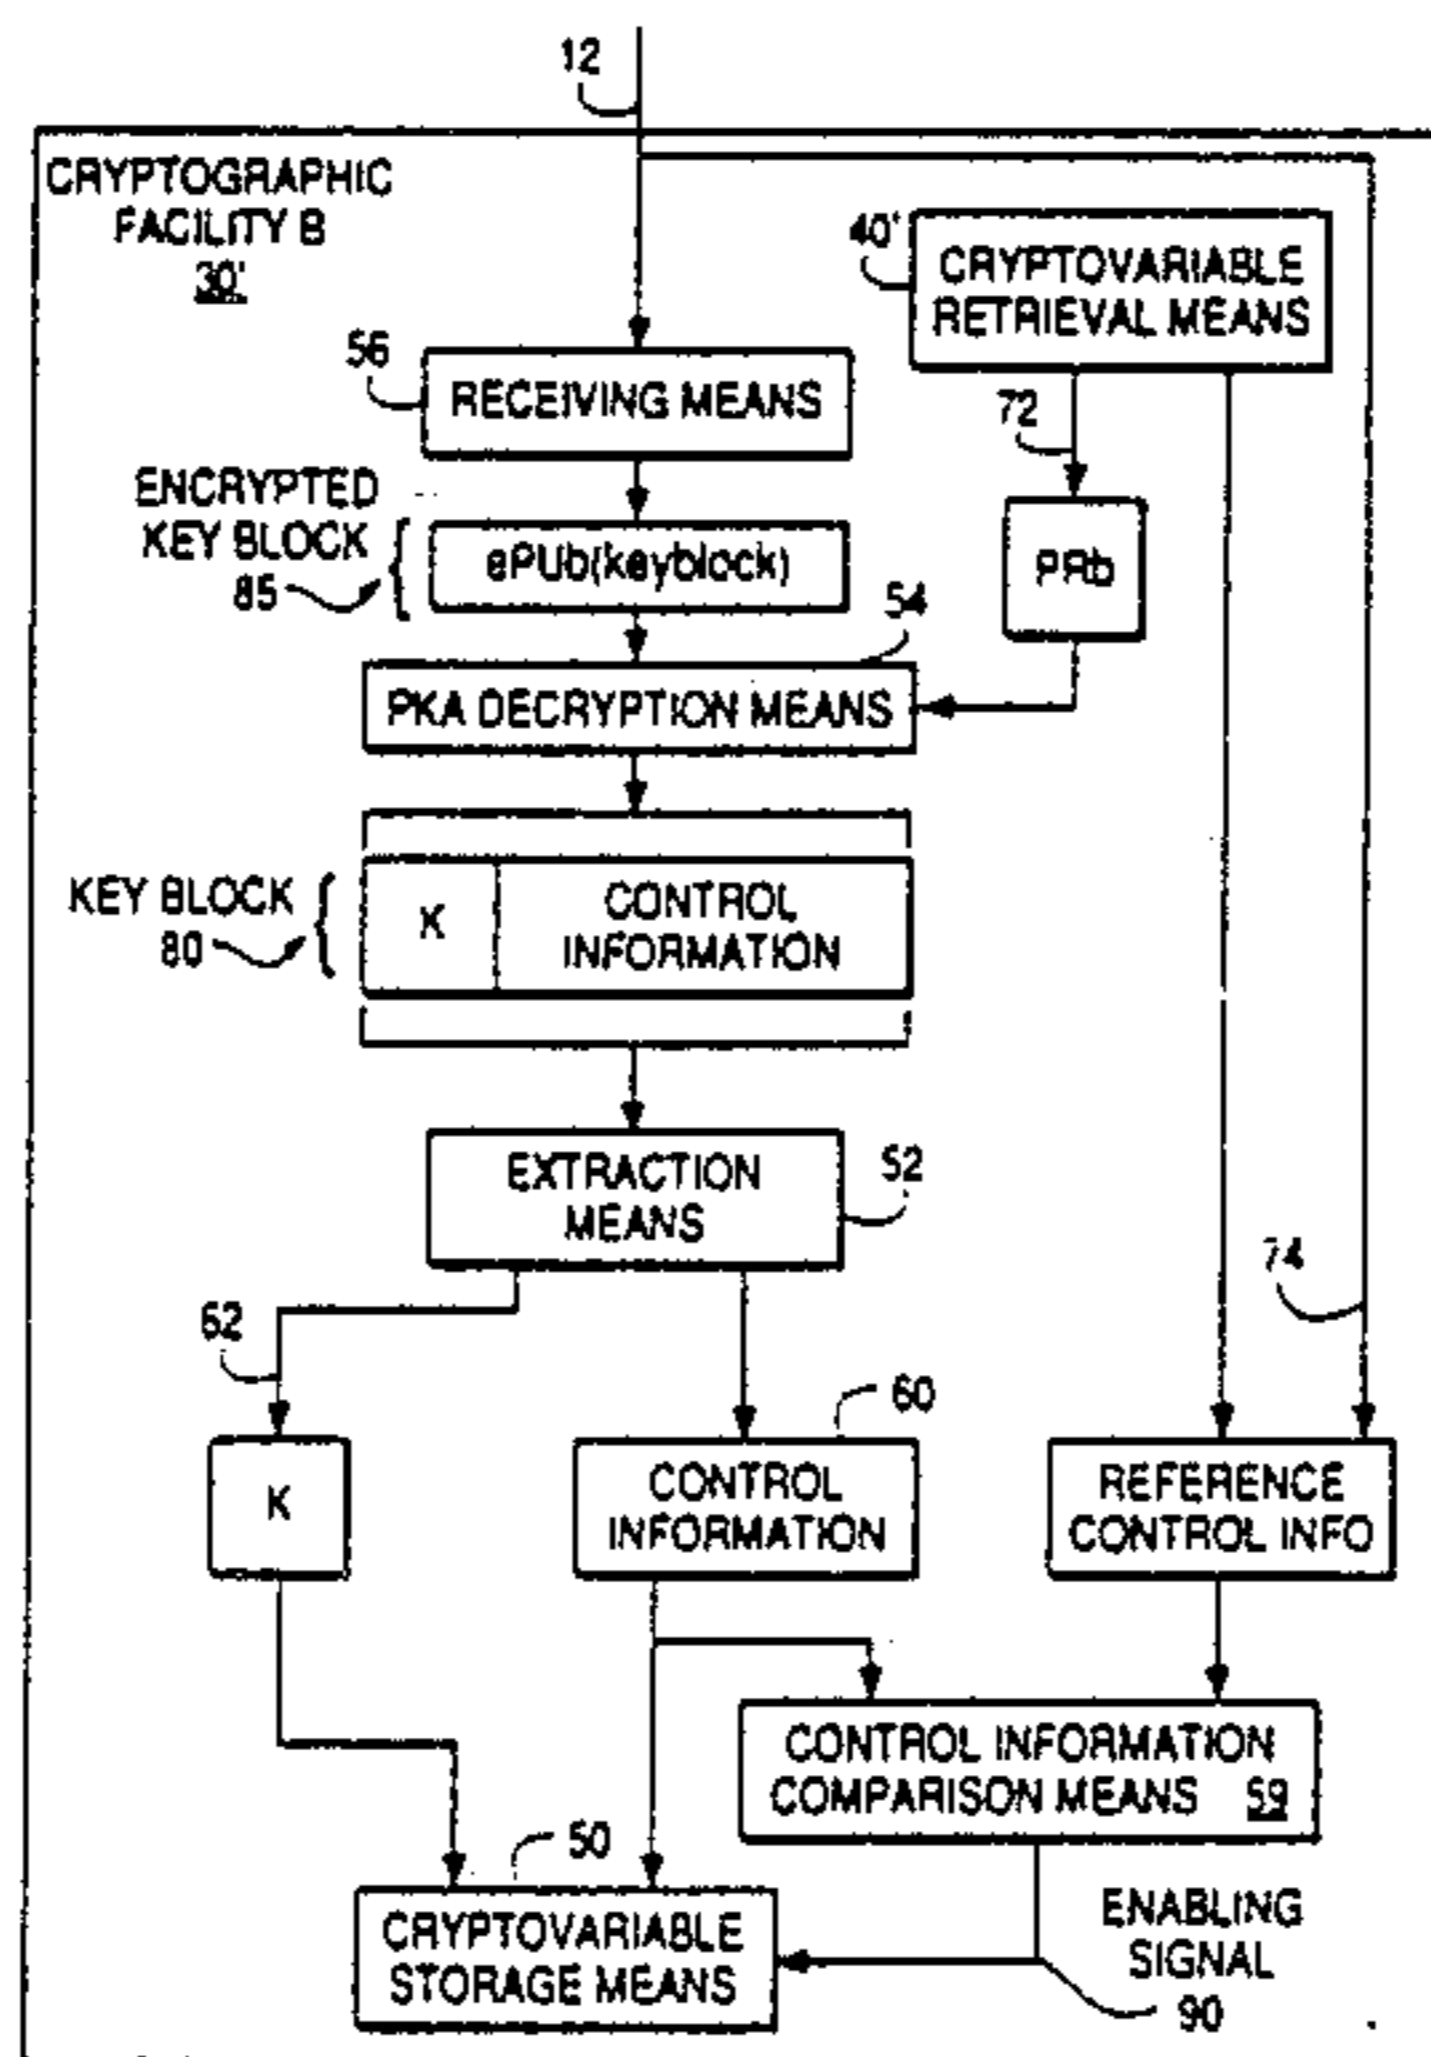 12
CRYPTOGRAPHIC
FACILITY B
30'
40'
CRYPTOVARIABLE
RETRIEVAL MEANS
56
RECEIVING MEANS
72
ENCRYPTED
KEY BLOCK
85
ePUb(keyblock)
PRb
54
PKA DECRYPTION MEANS
KEY BLOCK
80
K
CONTROL
INFORMATION
EXTRACTION
MEANS
52
74
62
60
K
CONTROL
INFORMATION
REFERENCE
CONTROL INFO
CONTROL INFORMATION
COMPARISON MEANS 59
50
CRYPTOVARIABLE
STORAGE MEANS
ENABLING
SIGNAL
90